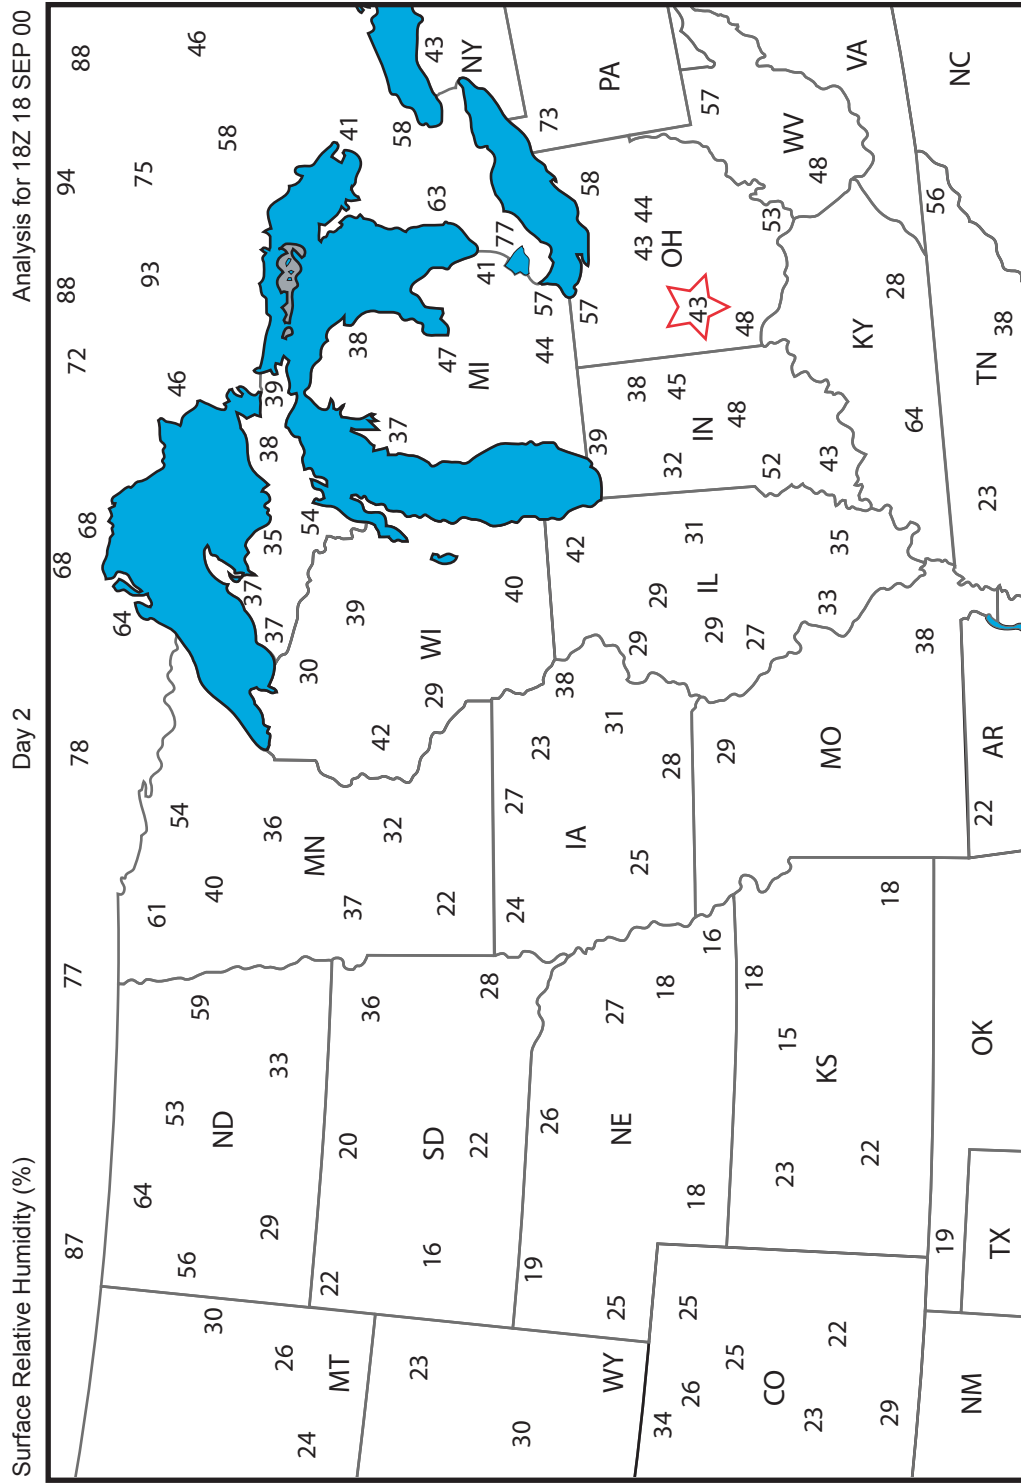 Surface Relative Humidity (%) Day 2 Analysis for 18Z 18 SEP 00
87 77 78 68 68 72 88 94 88
64 61 64 93 75
56 53 59 54 46 46
30 ND 40 58
26 29 33 36 37 37 35 38 39
24 MT 22 20 37 MN 30 39 54 38 41
36 32 42 37 58
23 16 SD 22 29 WI 47 63 43
30 22 28 24 27 40 MI 41 77 NY
19 26 IA 23 38 42 44 57 73
WY 25 NE 27 25 31 29 39 38 57 43 44 58 PA
34 26 25 18 18 28 29 31 32 45 43 OH
25 18 16 29 27 29 IL IN 48 48 57
23 CO 23 15 52 53 WV
22 KS MO 33 35 43 KY 48 VA
29 22 18 38 64 28
19 56
NM TX OK 22 AR 23 TN 38 NC